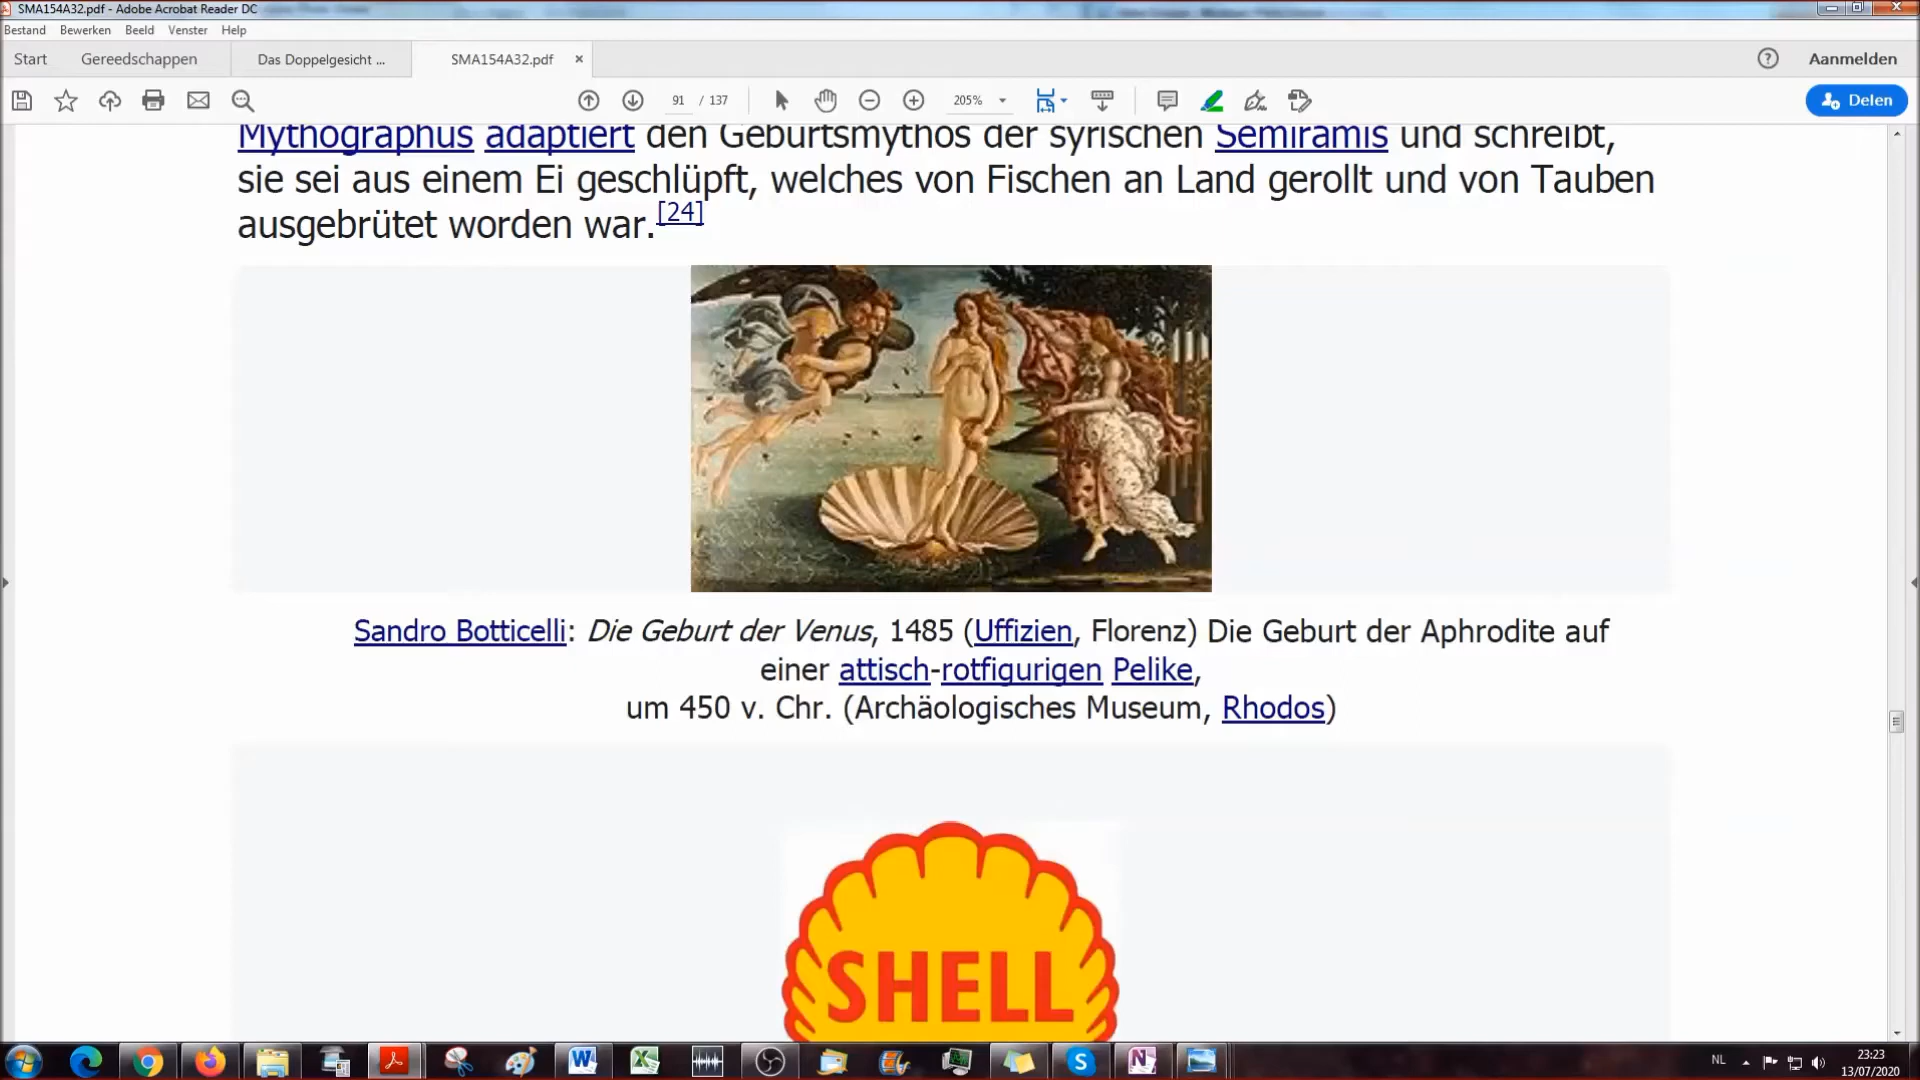 SMA154A32.pdf - Adobe Acrobat Reader DC
Bestand Bewerken Beeld Venster Help
Start Gereedschappen Das Doppelgesicht ... SMA154A32.pdf × Aanmelden
91 / 137 205% Delen
Mythographus adaptiert den Geburtsmythos der syrischen Semiramis und schreibt,
sie sei aus einem Ei geschlüpft, welches von Fischen an Land gerollt und von Tauben
ausgebrütet worden war.[24]
Sandro Botticelli: Die Geburt der Venus, 1485 (Uffizien, Florenz) Die Geburt der Aphrodite auf
einer attisch-rotfigurigen Pelike,
um 450 v. Chr. (Archäologisches Museum, Rhodos)
SHELL
NL 23:23
13/07/2020